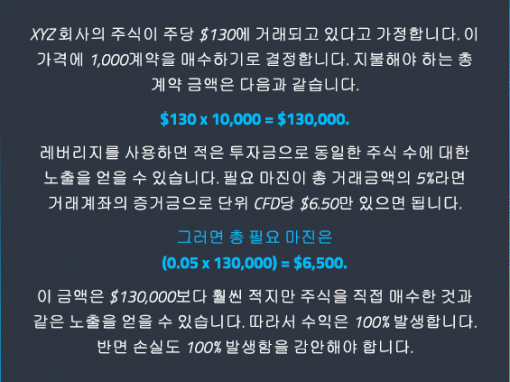 XYZ 회사의 주식이 주당 $130에 거래되고 있다고 가정합니다. 이
가격에 1,000계약을 매수하기로 결정합니다. 지불해야 하는 총
계약 금액은 다음과 같습니다.
$130 x 10,000 = $130,000.
레버리지를 사용하면 적은 투자금으로 동일한 주식 수에 대한
노출을 얻을 수 있습니다. 필요 마진이 총 거래금액의 5%라면
거래계좌의 증거금으로 단위 CFD당 $6.50만 있으면 됩니다.
그러면 총 필요 마진은
(0.05 x 130,000) = $6,500.
이 금액은 $130,000보다 훨씬 적지만 주식을 직접 매수한 것과
같은 노출을 얻을 수 있습니다. 따라서 수익은 100% 발생합니다.
반면 손실도 100% 발생함을 감안해야 합니다.